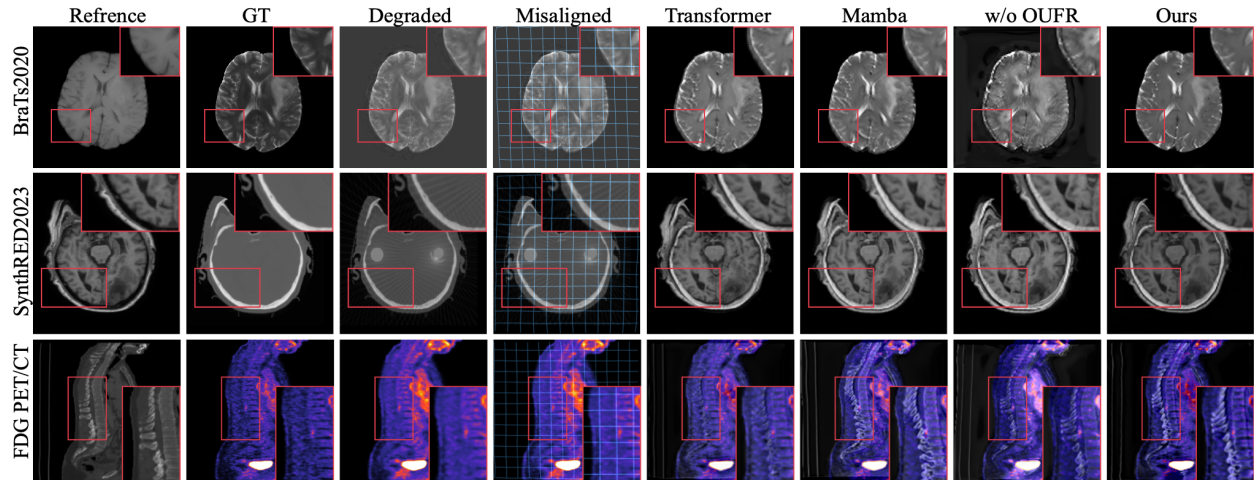 Refrence GT Degraded Misaligned Transformer Mamba w/o OUFR Ours
BraTs2020
SynthRED2023
FDG PET/CT